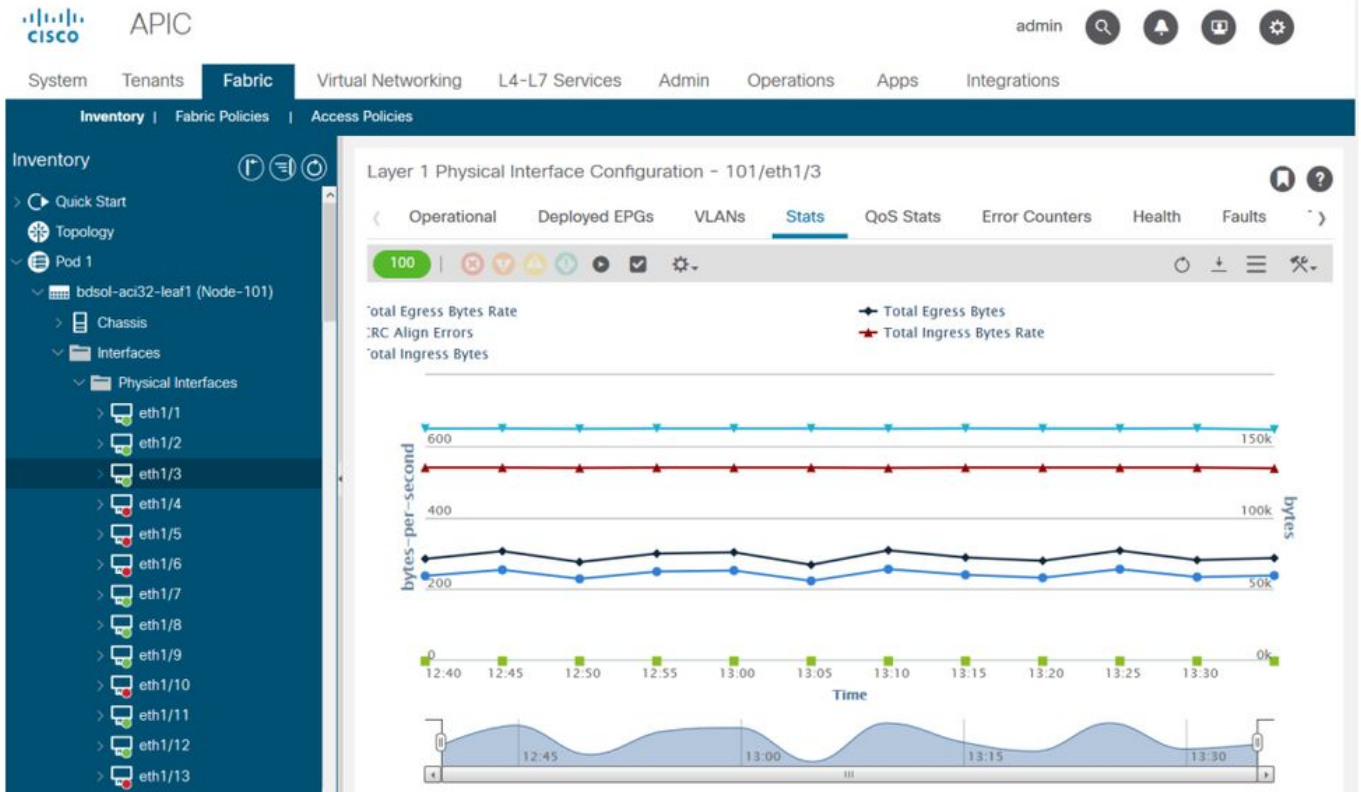 CISCO
APIC
admin
System Tenants Fabric Virtual Networking L4-L7 Services Admin Operations Apps Integrations
Inventory | Fabric Policies | Access Policies
Inventory
Quick Start
Topology
Pod 1
bdsol-aci32-leaf1 (Node-101)
Chassis
Interfaces
Physical Interfaces
eth1/1
eth1/2
eth1/3
eth1/4
eth1/5
eth1/6
eth1/7
eth1/8
eth1/9
eth1/10
eth1/11
eth1/12
eth1/13
Layer 1 Physical Interface Configuration - 101/eth1/3
Operational Deployed EPGs VLANs Stats QoS Stats Error Counters Health Faults
100
otal Egress Bytes Rate Total Egress Bytes
RC Align Errors Total Ingress Bytes Rate
otal Ingress Bytes
bytes-per-second
600 150k
400 100k
200 50k
0 0k
bytes
12:40 12:45 12:50 12:55 13:00 13:05 13:10 13:15 13:20 13:25 13:30
Time
12:45 13:00 13:15 13:30